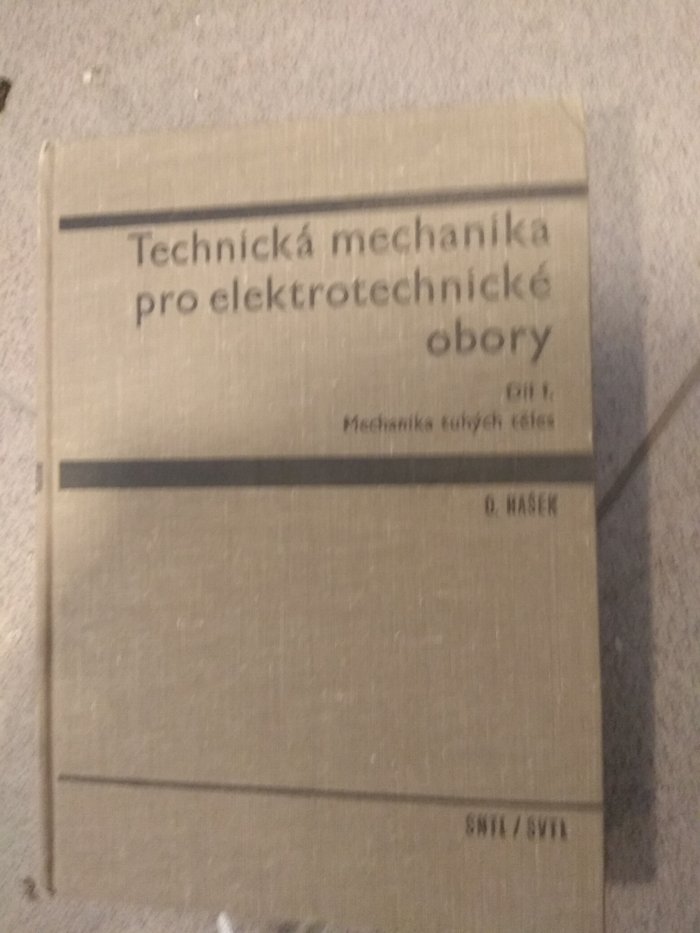 Technická mechanika
pro elektrotechnické
obory
Díl I.
Mechanika tuhých těles
O. HAŠEK
SNTL / SVTL